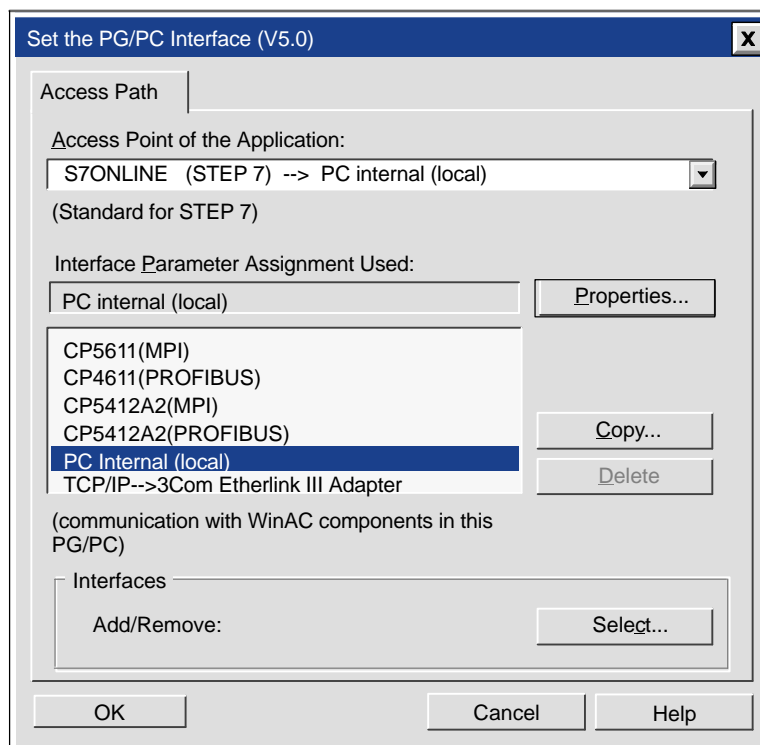 Set the PG/PC Interface (V5.0)
X
Access Path
Access Point of the Application:
S7ONLINE (STEP 7) --> PC internal (local)
(Standard for STEP 7)
Interface Parameter Assignment Used:
PC internal (local)
Properties...
CP5611(MPI)
CP4611(PROFIBUS)
CP5412A2(MPI)
CP5412A2(PROFIBUS)
PC Internal (local)
TCP/IP-->3Com Etherlink III Adapter
Copy...
Delete
(communication with WinAC components in this
PG/PC)
Interfaces
Add/Remove:
Select...
OK
Cancel
Help